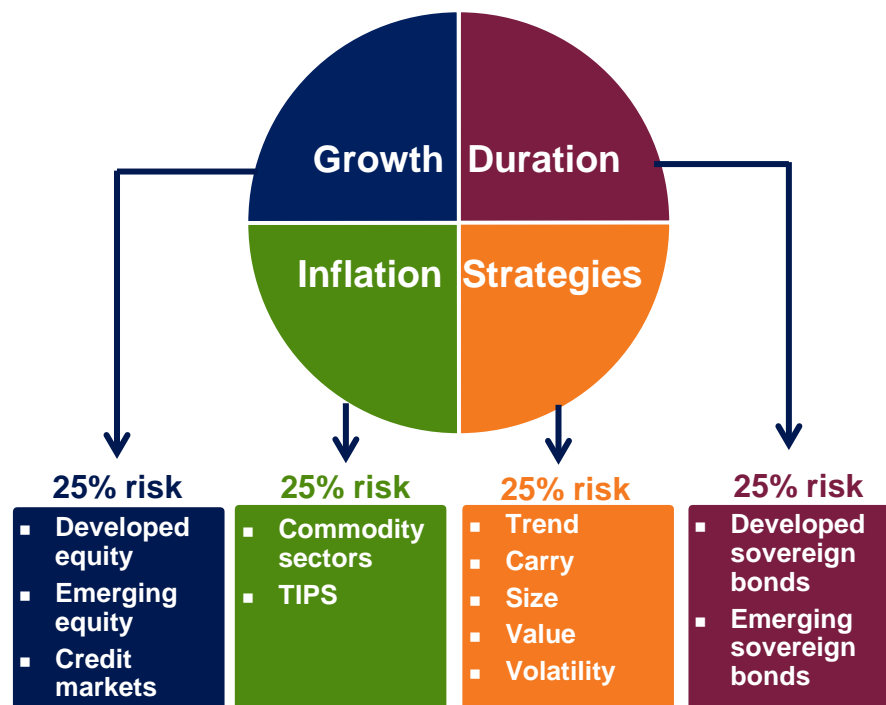 Growth
Duration
Inflation
Strategies
25% risk
Developed
equity
Emerging
equity
Credit
markets
25% risk
Commodity
sectors
TIPS
25% risk
Trend
Carry
Size
Value
Volatility
25% risk
Developed
sovereign
bonds
Emerging
sovereign
bonds